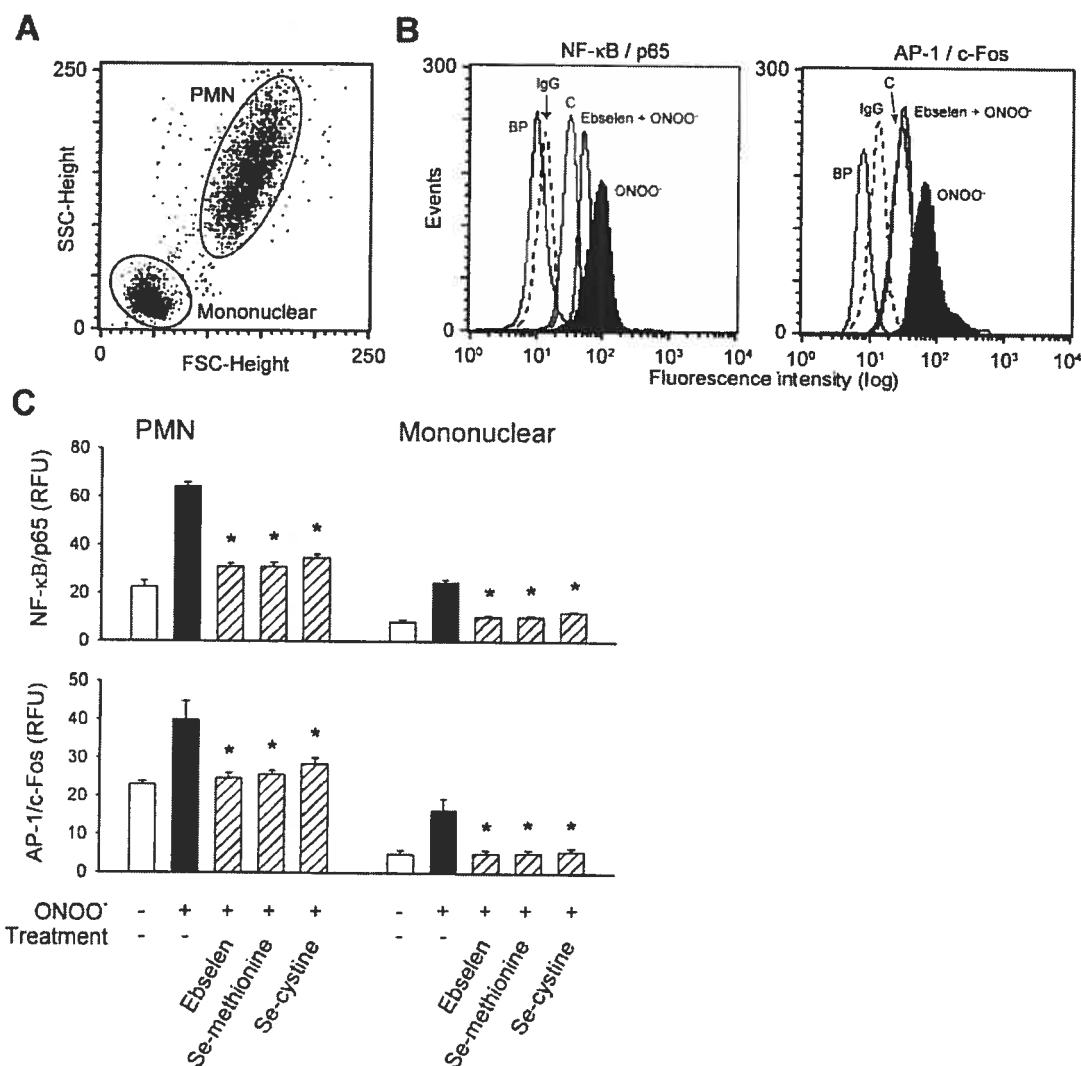 A
250
PMN
SSC-Height
Mononuclear
0
0
250
FSC-Height
B
NF-κB / p65
300
IgG
C
BP
Ebselen + ONOO⁻
ONOO⁻
Events
0
10⁰ 10¹ 10² 10³ 10⁴
AP-1 / c-Fos
300
C
IgG
Ebselen + ONOO⁻
BP
ONOO⁻
0
10⁰ 10¹ 10² 10³ 10⁴
Fluorescence intensity (log)
C
PMN Mononuclear
NF-κB/p65 (RFU)
80
60
40
20
0
* * * * * *
AP-1/c-Fos (RFU)
50
40
30
20
10
0
* * * * * *
ONOO⁻ - + + + + - + + + +
Treatment - - Ebselen Se-methionine Se-cystine - - Ebselen Se-methionine Se-cystine